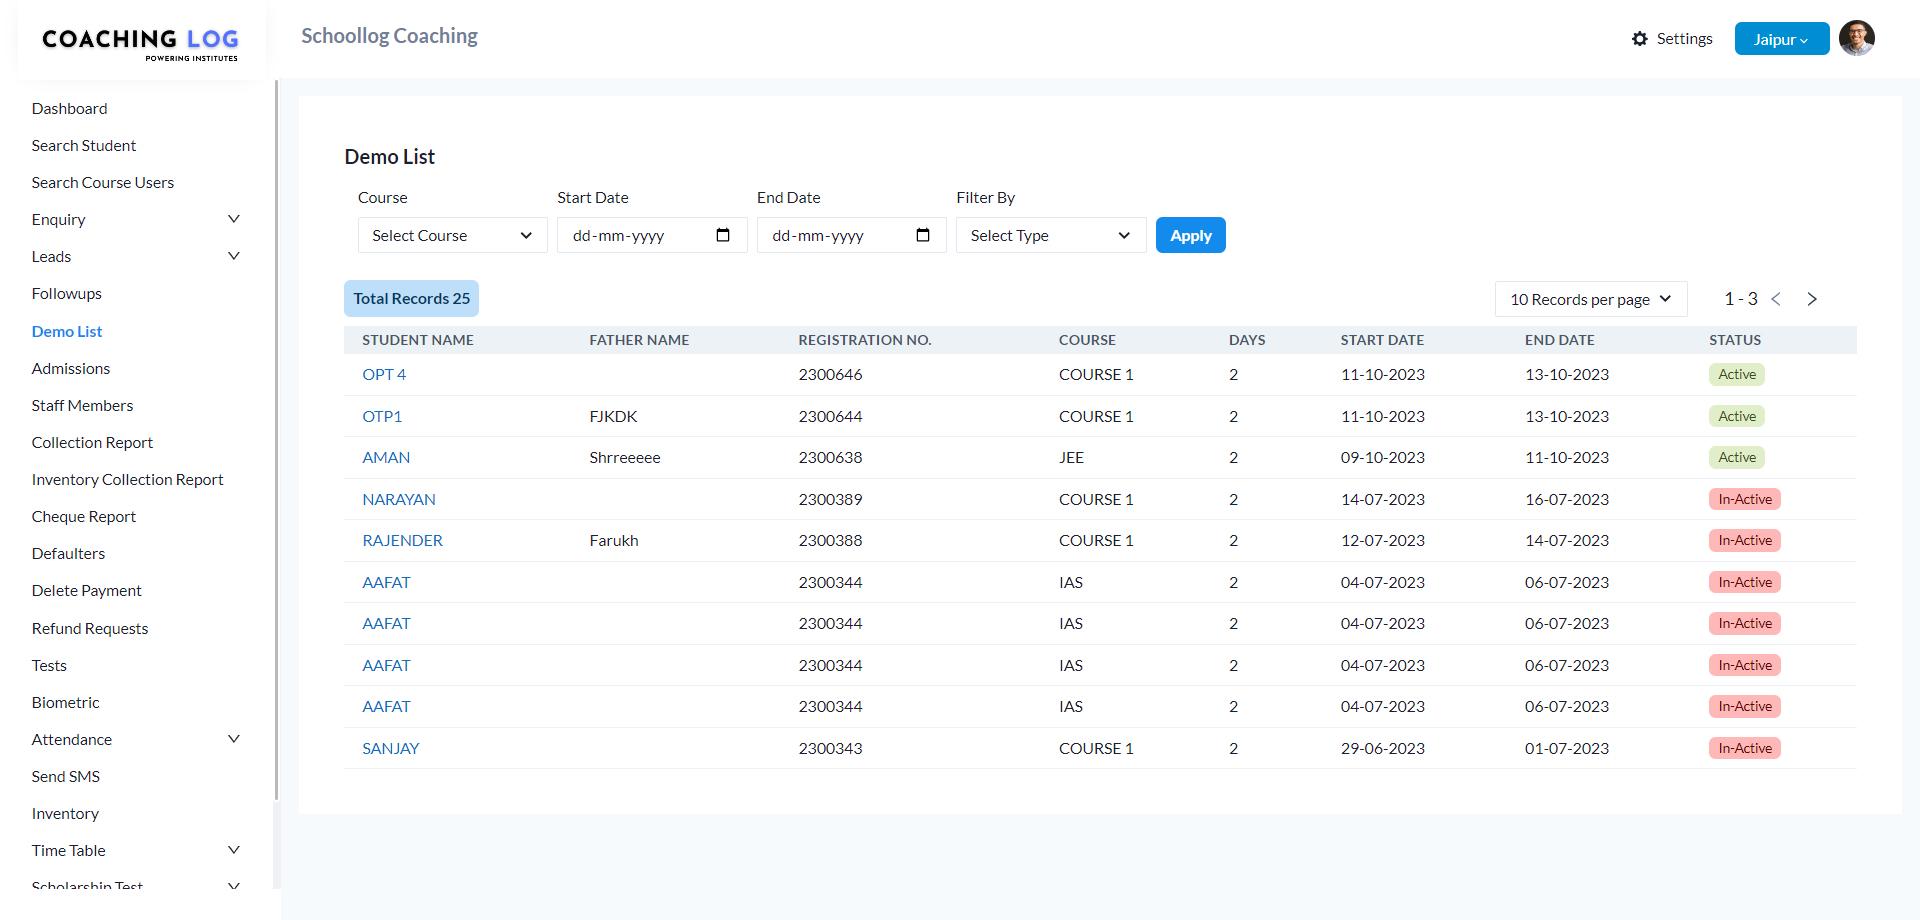 COACHING LOG
POWERING INSTITUTES
Schoollog Coaching
Settings
Jaipur
Dashboard
Search Student
Search Course Users
Enquiry
Leads
Followups
Demo List
Admissions
Staff Members
Collection Report
Inventory Collection Report
Cheque Report
Defaulters
Delete Payment
Refund Requests
Tests
Biometric
Attendance
Send SMS
Inventory
Time Table
Scholarship Test
Demo List
Course Start Date End Date Filter By
Select Course dd-mm-yyyy dd-mm-yyyy Select Type Apply
Total Records 25 10 Records per page 1 - 3
STUDENT NAME FATHER NAME REGISTRATION NO. COURSE DAYS START DATE END DATE STATUS
OPT 4 2300646 COURSE 1 2 11-10-2023 13-10-2023 Active
OTP1 FJKDK 2300644 COURSE 1 2 11-10-2023 13-10-2023 Active
AMAN Shrreeeee 2300638 JEE 2 09-10-2023 11-10-2023 Active
NARAYAN 2300389 COURSE 1 2 14-07-2023 16-07-2023 In-Active
RAJENDER Farukh 2300388 COURSE 1 2 12-07-2023 14-07-2023 In-Active
AAFAT 2300344 IAS 2 04-07-2023 06-07-2023 In-Active
AAFAT 2300344 IAS 2 04-07-2023 06-07-2023 In-Active
AAFAT 2300344 IAS 2 04-07-2023 06-07-2023 In-Active
AAFAT 2300344 IAS 2 04-07-2023 06-07-2023 In-Active
SANJAY 2300343 COURSE 1 2 29-06-2023 01-07-2023 In-Active